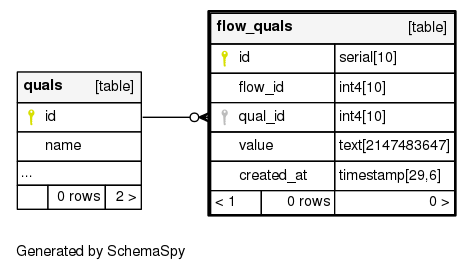 flow_quals [table]
id serial[10]
flow_id int4[10]
qual_id int4[10]
value text[2147483647]
created_at timestamp[29,6]
< 1 0 rows 0 >
quals [table]
id
name
...
0 rows 2 >
Generated by SchemaSpy